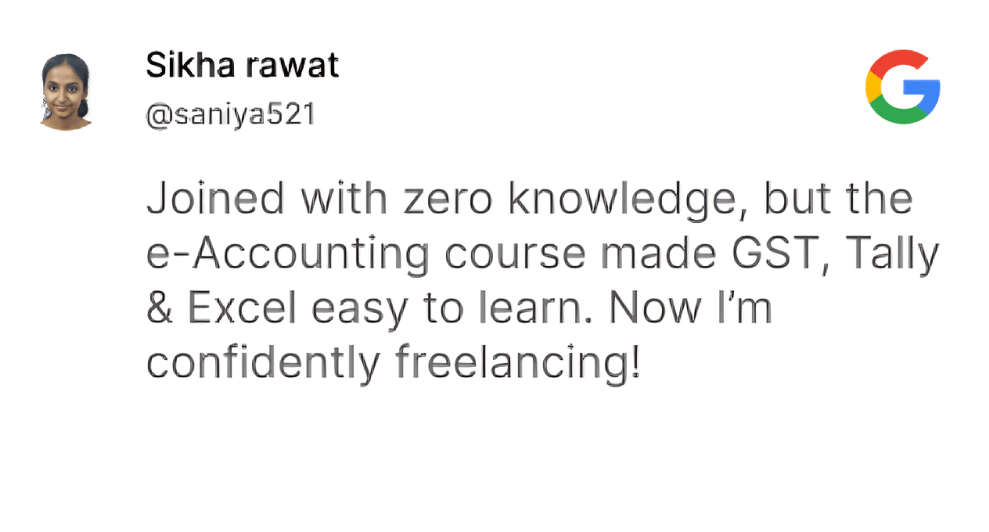 Sikha rawat
@saniya521
Joined with zero knowledge, but the
e-Accounting course made GST, Tally
& Excel easy to learn. Now I’m
confidently freelancing!